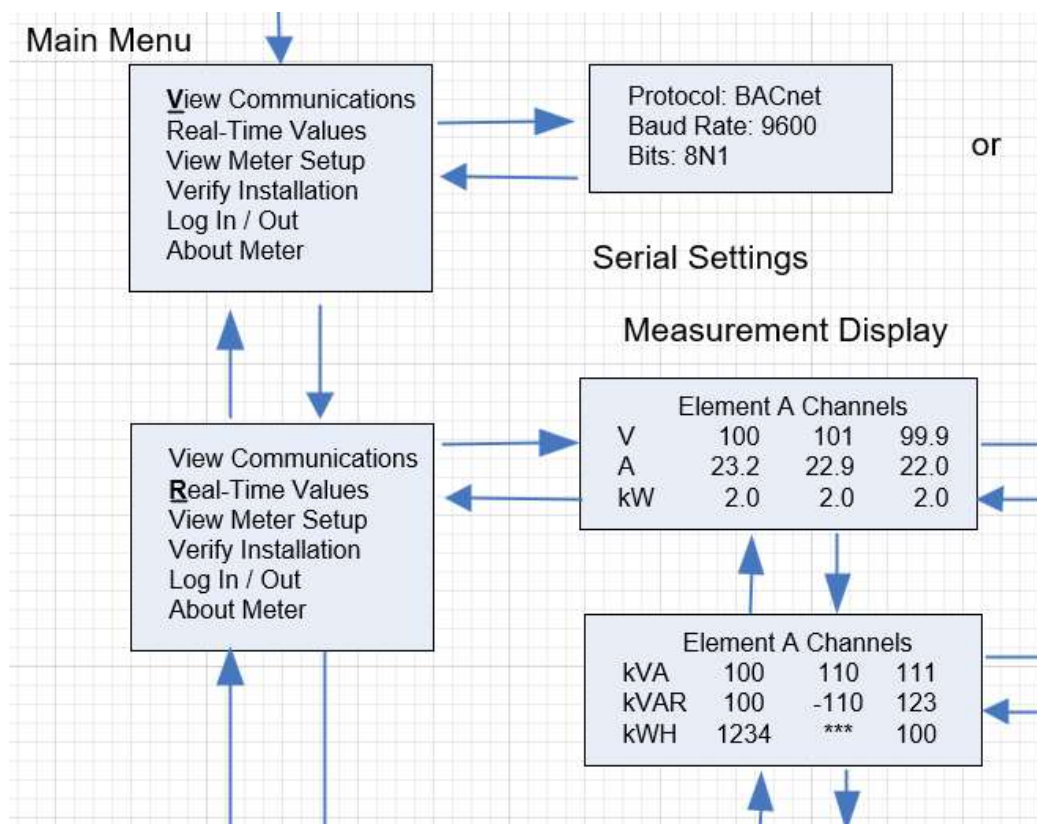 Main Menu
View Communications
Real-Time Values
View Meter Setup
Verify Installation
Log In / Out
About Meter
Protocol: BACnet
Baud Rate: 9600
Bits: 8N1
or
Serial Settings
Measurement Display
View Communications
Real-Time Values
View Meter Setup
Verify Installation
Log In / Out
About Meter
Element A Channels
V 100 101 99.9
A 23.2 22.9 22.0
kW 2.0 2.0 2.0
Element A Channels
kVA 100 110 111
kVAR 100 -110 123
kWH 1234 *** 100